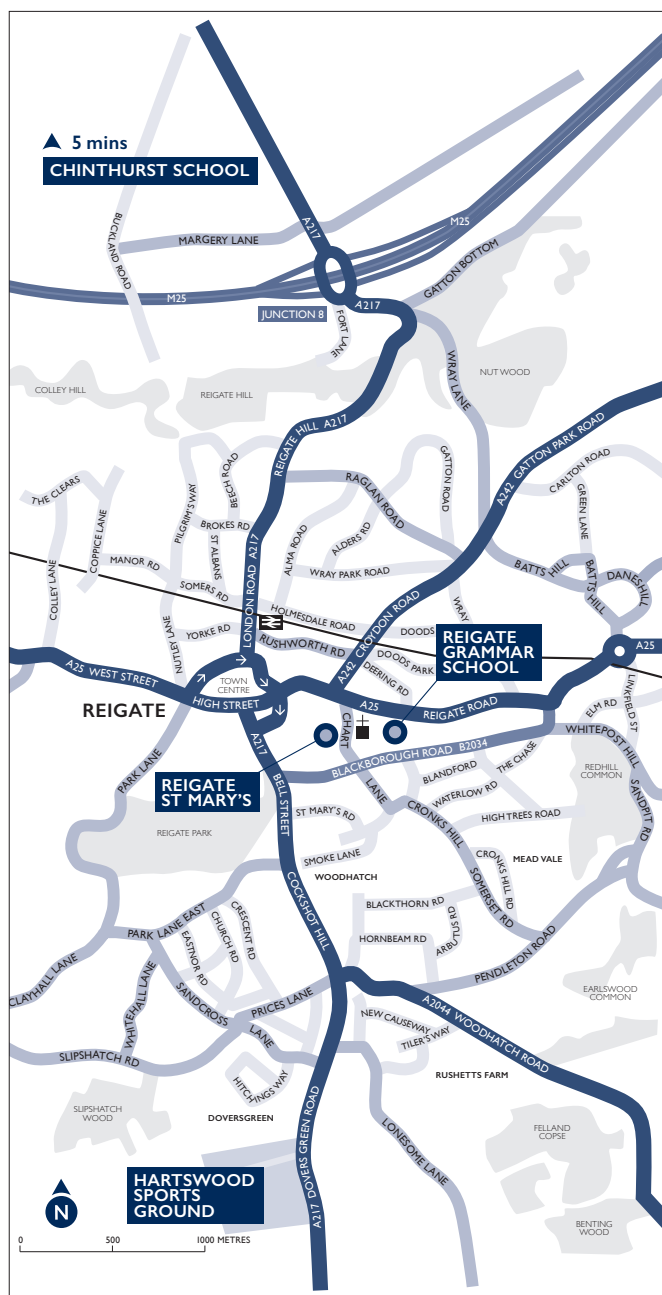 5 mins
CHINTHURST SCHOOL
BUCKLAND ROAD
MARGERY LANE
A217
M25
M25
JUNCTION 8
A217
FORT LANE
GATTON BOTTOM
WRAY LANE
NUT WOOD
COLLEY HILL
REIGATE HILL
REIGATE HILL A217
A242 GATTON PARK ROAD
THE CLEARS
COPPICE LANE
COLLEY LANE
MANOR RD
PILGRIM'S WAY
BEECH ROAD
BROKES RD
ST ALBANS
SOMERS RD
LONDON ROAD A217
ALMA ROAD
ALDERS RD
RAGLAN ROAD
GATTON ROAD
WRAY PARK ROAD
CARLTON ROAD
GREEN LANE
BATTS HILL
BATTS HILL
DANESHILL
HOLMESDALE ROAD
YORKE RD
RUSHWORTH RD
NUTLEY LANE
A242 CROYDON ROAD
DOODS
DOODS PARK
WRAY
DEERING RD
REIGATE
GRAMMAR
SCHOOL
A25
A25 WEST STREET
TOWN
CENTRE
HIGH STREET
REIGATE
A25
REIGATE ROAD
ELM RD
LINKFIELD ST
WHITEPOST HILL
A217
BELL STREET
CHART
LANE
BLACKBOROUGH ROAD B2034
PARK LANE
REIGATE
ST MARY'S
BLANDFORD
THE CHASE
WATERLOW RD
REDHILL
COMMON
SANDPIT RD
REIGATE PARK
ST MARY'S RD
CRONKS HILL
HIGH TREES ROAD
SMOKE LANE
WOODHATCH
CRONKS HILL RD
MEAD VALE
SOMERSET RD
COCKSHOT HILL
BLACKTHORN RD
HORNBEAM RD
ARBUTUS RD
PARK LANE EAST
CRESCENT RD
CHURCH RD
EASTNOR RD
PENDLETON ROAD
CLAYHALL LANE
WHITEHALL LANE
SANDCROSS
LANE
PRICES LANE
EARLSWOOD
COMMON
A2044 WOODHATCH ROAD
NEW CAUSEWAY
TILER'S WAY
SLIPSHATCH RD
HITCHINGS WAY
RUSHETTS FARM
SLIPSHATCH
WOOD
DOVERSGREEN
A217 DOVERS GREEN ROAD
LONESOME LANE
FELLAND
COPSE
HARTSWOOD
SPORTS
GROUND
BENTING
WOOD
N
0 500 1000 METRES